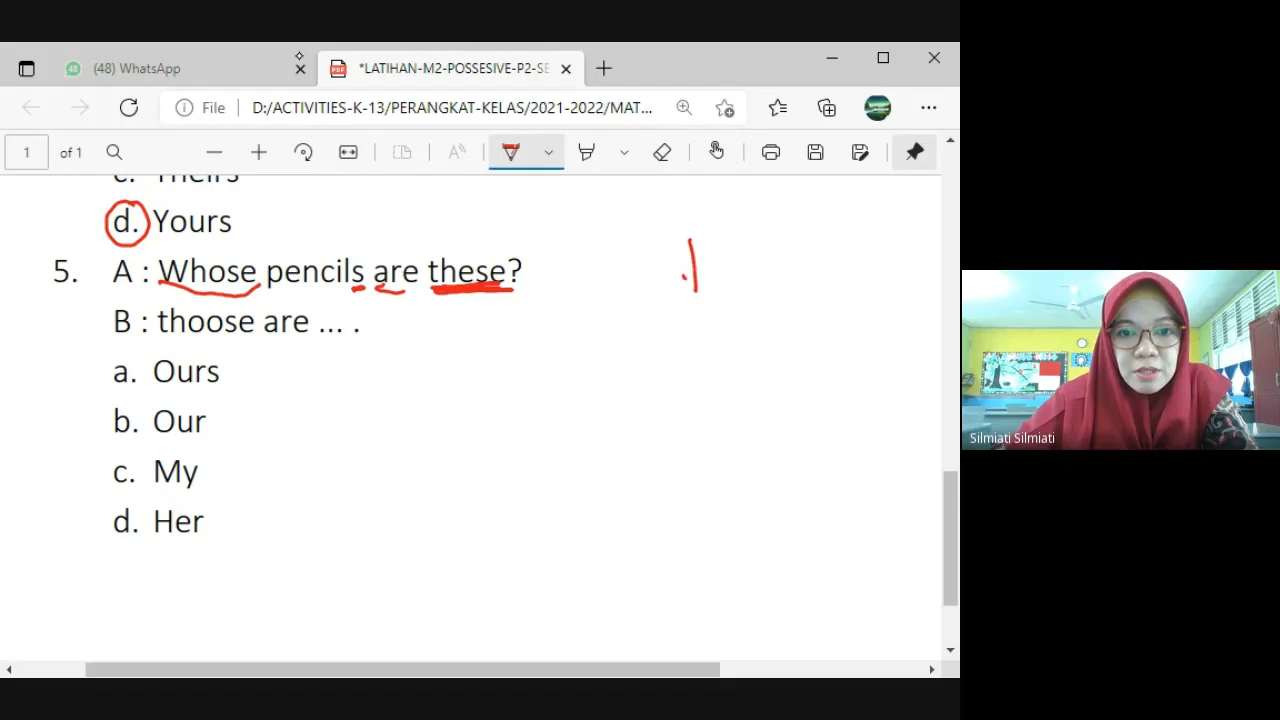 (48) WhatsApp
*LATIHAN-M2-POSSESIVE-P2-SE
File D:/ACTIVITIES-K-13/PERANGKAT-KELAS/2021-2022/MAT...
1 of 1
c. Theirs
d. Yours
5. A : Whose pencils are these?
B : thoose are ... .
a. Ours
b. Our
c. My
d. Her
Silmiati Silmiati